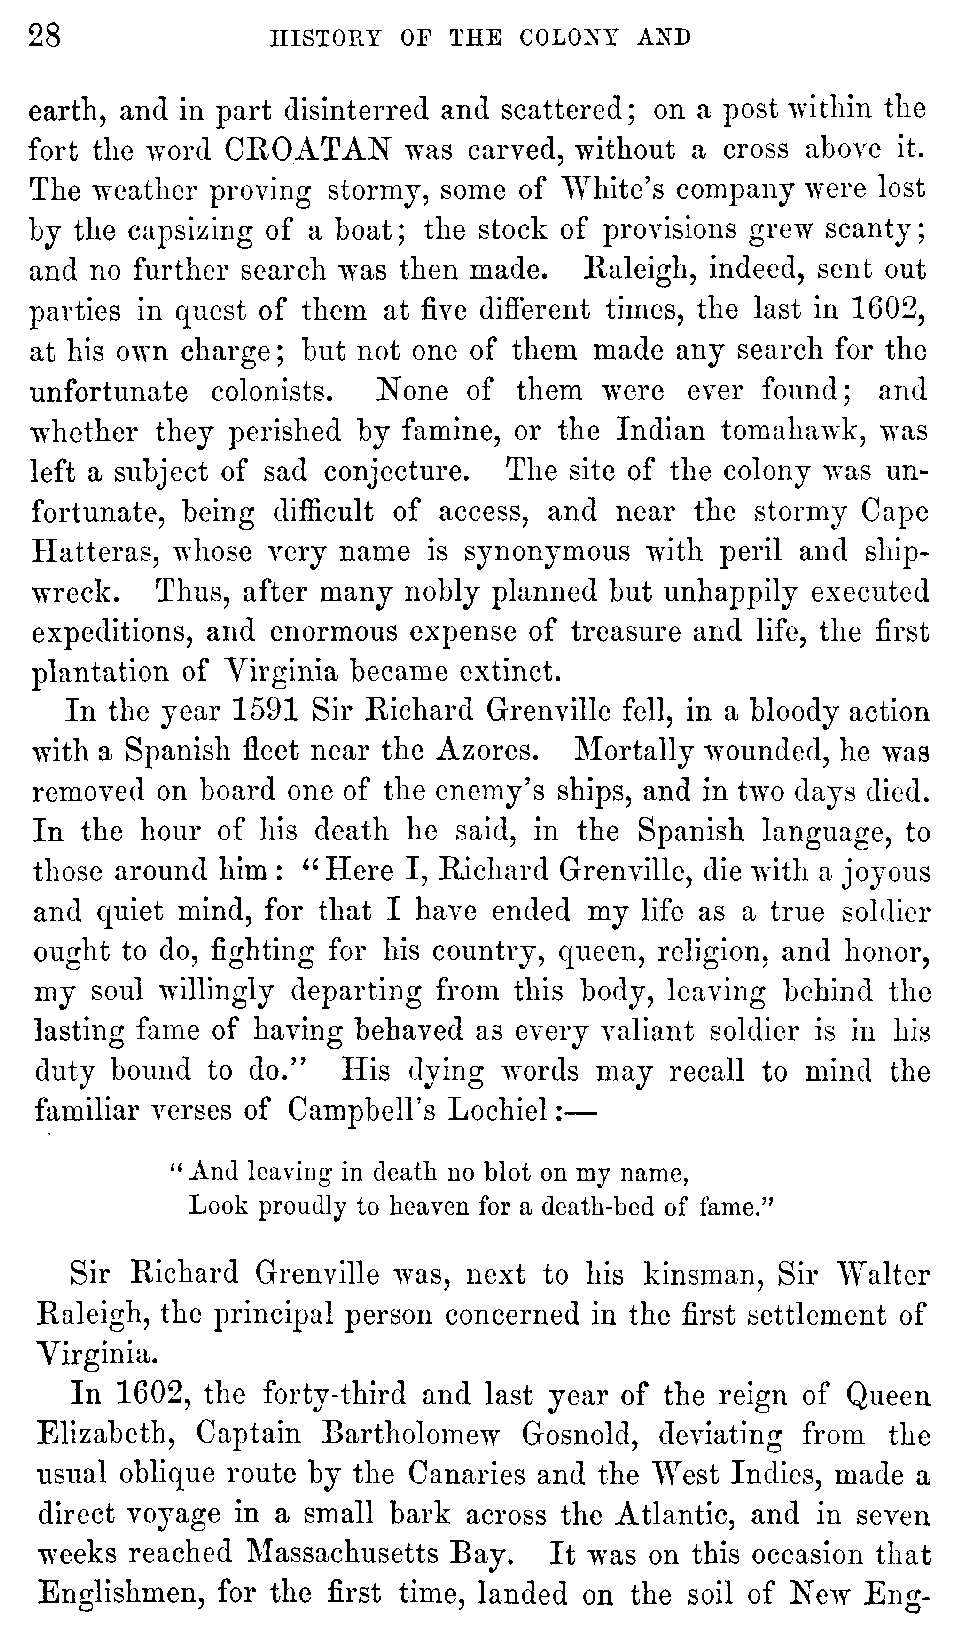 28 HISTORY OF THE COLONY AND
earth, and in part disinterred and scattered; on a post within the
fort the word CROATAN was carved, without a cross above it.
The weather proving stormy, some of White's company were lost
by the capsizing of a boat; the stock of provisions grew scanty;
and no further search was then made. Raleigh, indeed, sent out
parties in quest of them at five different times, the last in 1602,
at his own charge; but not one of them made any search for the
unfortunate colonists. None of them were ever found; and
whether they perished by famine, or the Indian tomahawk, was
left a subject of sad conjecture. The site of the colony was un-
fortunate, being difficult of access, and near the stormy Cape
Hatteras, whose very name is synonymous with peril and ship-
wreck. Thus, after many nobly planned but unhappily executed
expeditions, and enormous expense of treasure and life, the first
plantation of Virginia became extinct.
In the year 1591 Sir Richard Grenville fell, in a bloody action
with a Spanish fleet near the Azores. Mortally wounded, he was
removed on board one of the enemy's ships, and in two days died.
In the hour of his death he said, in the Spanish language, to
those around him: "Here I, Richard Grenville, die with a joyous
and quiet mind, for that I have ended my life as a true soldier
ought to do, fighting for his country, queen, religion, and honor,
my soul willingly departing from this body, leaving behind the
lasting fame of having behaved as every valiant soldier is in his
duty bound to do." His dying words may recall to mind the
familiar verses of Campbell's Lochiel:—
"And leaving in death no blot on my name,
Look proudly to heaven for a death-bed of fame."
Sir Richard Grenville was, next to his kinsman, Sir Walter
Raleigh, the principal person concerned in the first settlement of
Virginia.
In 1602, the forty-third and last year of the reign of Queen
Elizabeth, Captain Bartholomew Gosnold, deviating from the
usual oblique route by the Canaries and the West Indies, made a
direct voyage in a small bark across the Atlantic, and in seven
weeks reached Massachusetts Bay. It was on this occasion that
Englishmen, for the first time, landed on the soil of New Eng-